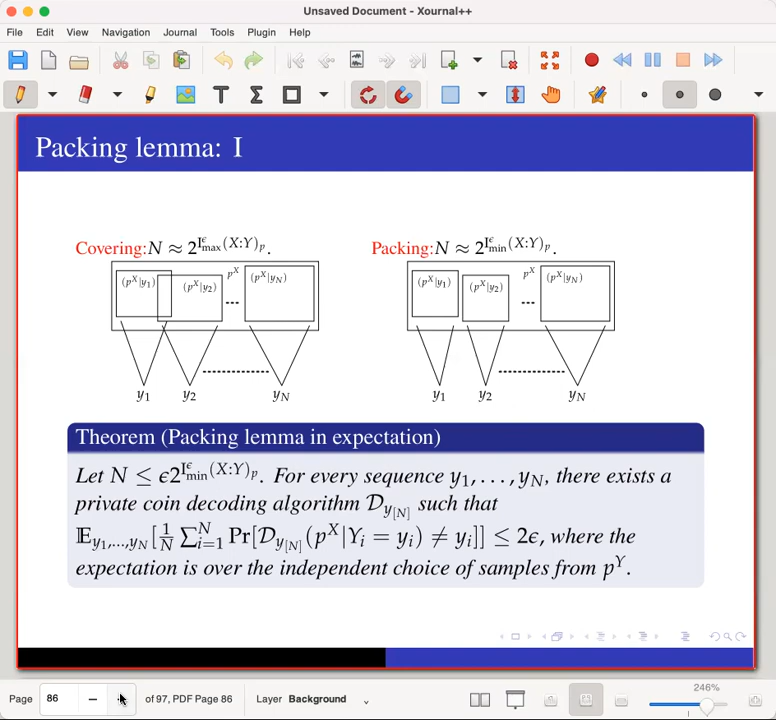 Unsaved Document - Xournal++
File Edit View Navigation Journal Tools Plugin Help
Packing lemma: I
Covering: N ≈ 2^{I^ϵ_max(X:Y)_p}. Packing: N ≈ 2^{I^ϵ_min(X:Y)_p}.
(p^X|y_1) (p^X|y_2) p^X (p^X|y_N) (p^X|y_1) (p^X|y_2) p^X (p^X|y_N)
y_1 y_2 y_N y_1 y_2 y_N
Theorem (Packing lemma in expectation)
Let N ≤ ϵ2^{I^ϵ_min(X:Y)_p}. For every sequence y_1, . . . , y_N, there exists a
private coin decoding algorithm 𝒟_{y_{[N]}} such that
𝔼_{y_1,...,y_N}[1/N ∑_{i=1}^N Pr[𝒟_{y_{[N]}}(p^X|Y_i = y_i) ≠ y_i]] ≤ 2ϵ, where the
expectation is over the independent choice of samples from p^Y.
Page 86 − + of 97, PDF Page 86 Layer Background 246%